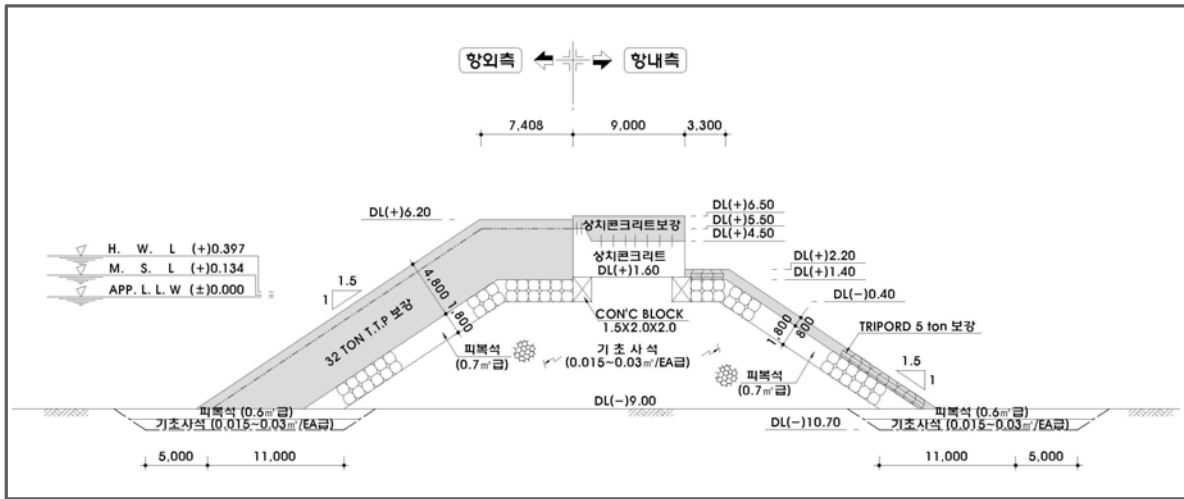 항외측
항내측
7,408
9,000
3,300
DL(+)6.20
상치콘크리트보강
DL(+)6.50
DL(+)5.50
DL(+)4.50
상치콘크리트
DL(+)1.60
H. W. L (+)0.397
M. S. L (+)0.134
APP. L. L. W (±)0.000
DL(+)2.20
DL(+)1.40
DL(-)0.40
1.5
1
4,800
1,800
32 TON T.T.P 보강
CON'C BLOCK
1.5X2.0X2.0
1,800
800
TRIPORD 5 ton 보강
피복석
(0.7㎥급)
기 초 사 석
(0.015~0.03㎥/EA급)
피복석
(0.7㎥급)
1.5
1
DL(-)9.00
피복석 (0.6㎥급)
기초사석 (0.015~0.03㎥/EA급)
DL(-)10.70
피복석 (0.6㎥급)
기초사석 (0.015~0.03㎥/EA급)
5,000
11,000
11,000
5,000